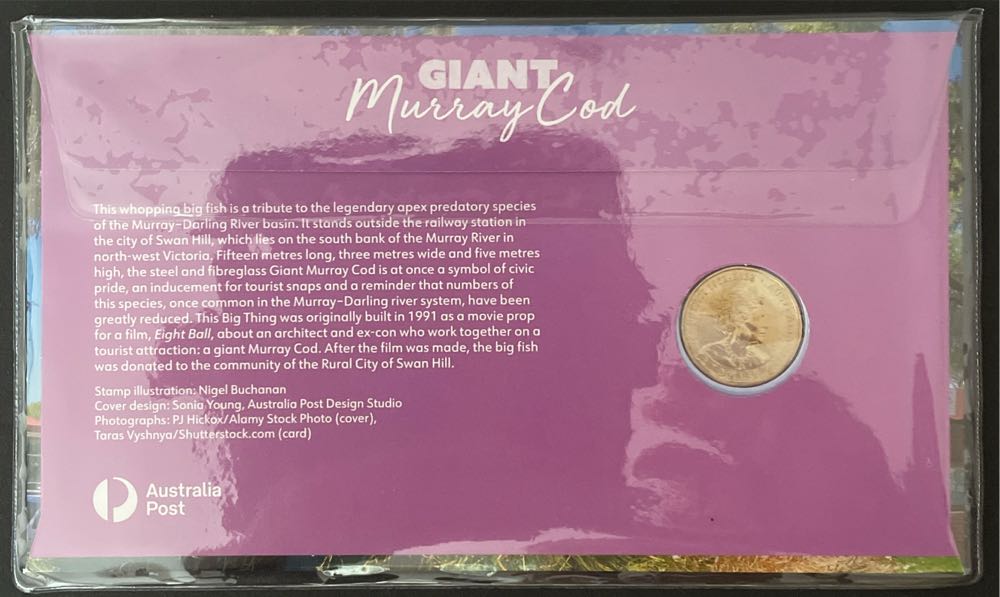 GIANT
Murray Cod
This whopping big fish is a tribute to the legendary apex predatory species
of the Murray–Darling River basin. It stands outside the railway station in
the city of Swan Hill, which lies on the south bank of the Murray River in
north-west Victoria. Fifteen metres long, three metres wide and five metres
high, the steel and fibreglass Giant Murray Cod is at once a symbol of civic
pride, an inducement for tourist snaps and a reminder that numbers of
this species, once common in the Murray–Darling river system, have been
greatly reduced. This Big Thing was originally built in 1991 as a movie prop
for a film, Eight Ball, about an architect and ex-con who work together on a
tourist attraction: a giant Murray Cod. After the film was made, the big fish
was donated to the community of the Rural City of Swan Hill.
Stamp illustration: Nigel Buchanan
Cover design: Sonia Young, Australia Post Design Studio
Photographs: PJ Hickox/Alamy Stock Photo (cover),
Taras Vyshnya/Shutterstock.com (card)
Australia
Post